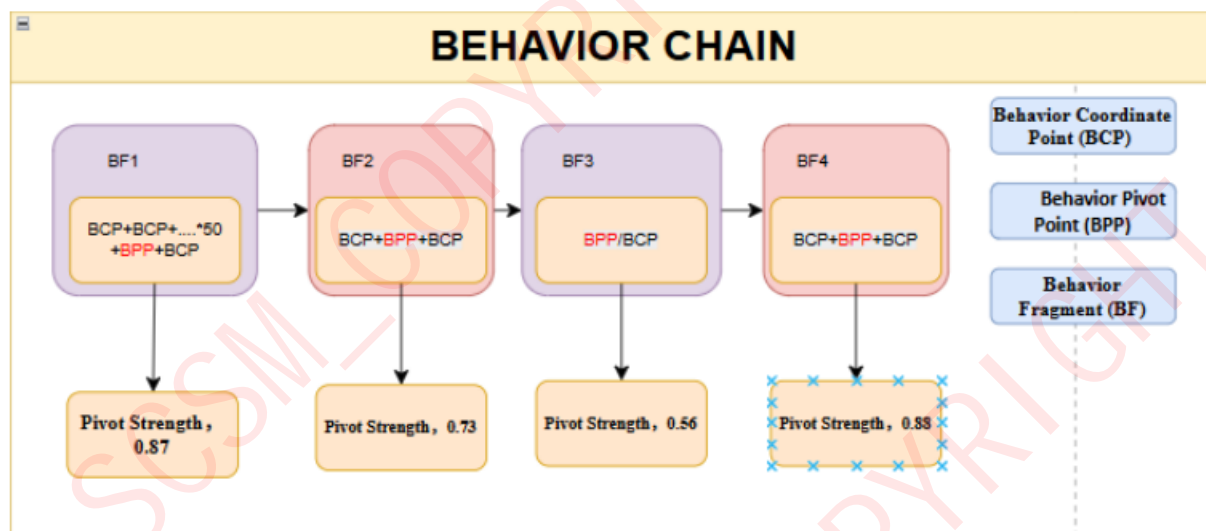 BEHAVIOR CHAIN
BF1
BCP+BCP+....*50
+BPP+BCP
BF2
BCP+BPP+BCP
BF3
BPP/BCP
BF4
BCP+BPP+BCP
Behavior Coordinate
Point (BCP)
Behavior Pivot
Point (BPP)
Behavior
Fragment (BF)
Pivot Strength，
0.87
Pivot Strength，0.73
Pivot Strength，0.56
Pivot Strength，0.88
SCSM_COPYRI
PYRIGHT